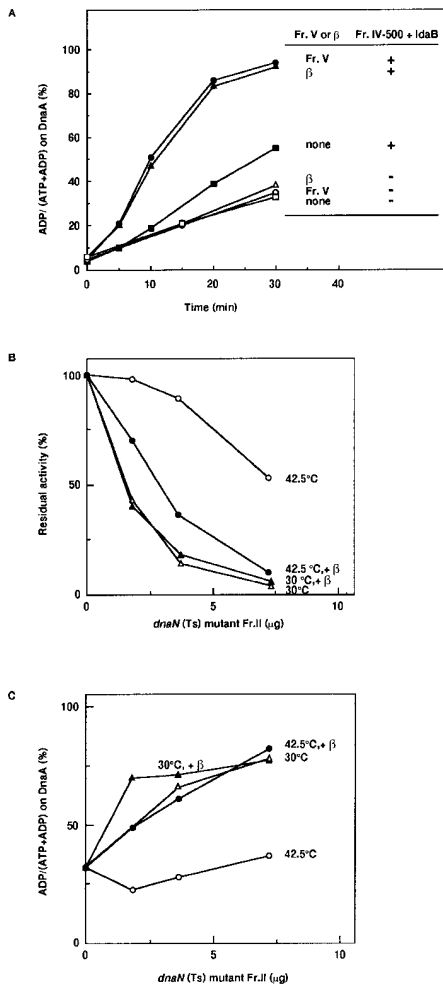 A
Fr. V or β Fr. IV-500 + IdaB
Fr. V +
β +
none +
β -
Fr. V -
none -
ADP/ (ATP+ADP) on DnaA (%)
100
80
60
40
20
0
0 10 20 30 40
Time (min)
B
Residual activity (%)
100
50
0
42.5°C
42.5 °C,+ β
30 °C,+ β
30°C
0 5 10
dnaN (Ts) mutant Fr.II (µg)
C
ADP/(ATP+ADP) on DnaA (%)
100
50
0
30°C, + β
42.5°C,+ β
30°C
42.5°C
0 5 10
dnaN (Ts) mutant Fr.II (µg)